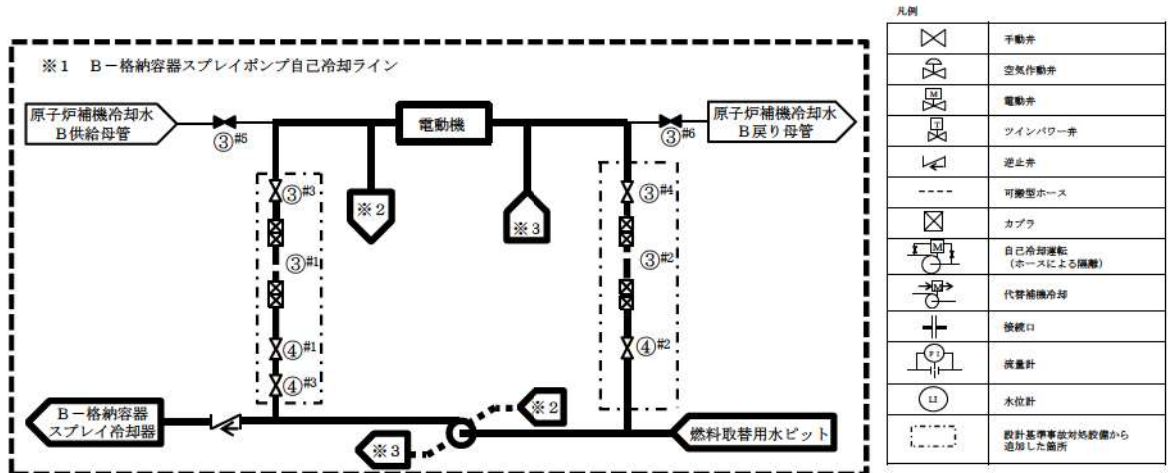 凡例
※1 B－格納容器スプレイポンプ自己冷却ライン
原子炉補機冷却水
B供給母管
③#5
電動機
③#6
原子炉補機冷却水
B戻り母管
③#3
※2
※3
③#4
③#1
③#2
④#1
④#2
④#3
B－格納容器
スプレイ冷却器
※2
※3
燃料取替用水ピット
手動弁
空気作動弁
M
電動弁
T
ツインパワー弁
逆止弁
可搬型ホース
カプラ
M
自己冷却運転
(ホースによる隔離)
M
代替補機冷却
接続口
FI
流量計
LI
水位計
設計基準事故対処設備から
追加した箇所